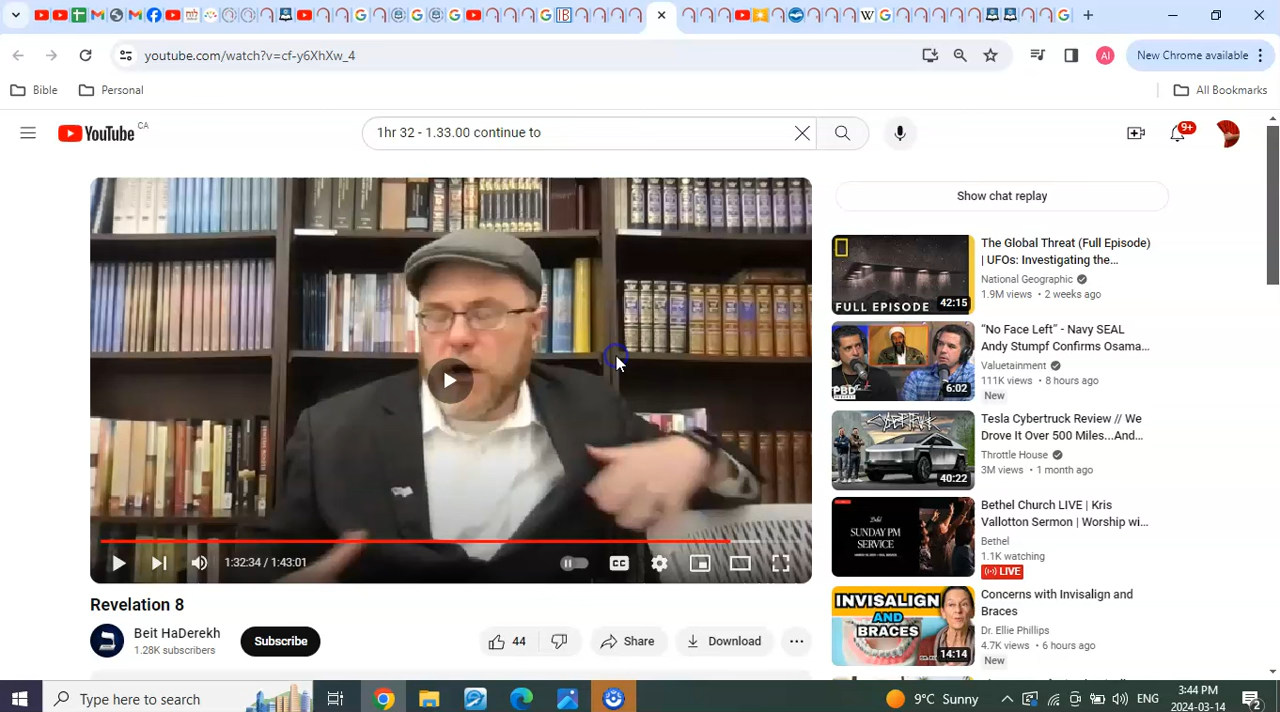 youtube.com/watch?v=cf-y6XhXw_4
New Chrome available
Bible
Personal
All Bookmarks
YouTube CA
1hr 32 - 1.33.00 continue to
9+
Show chat replay
The Global Threat (Full Episode)
| UFOs: Investigating the...
National Geographic
1.9M views • 2 weeks ago
FULL EPISODE
42:15
“No Face Left” - Navy SEAL
Andy Stumpf Confirms Osama...
Valuetainment
111K views • 8 hours ago
New
PBD
6:02
Tesla Cybertruck Review // We
Drove It Over 500 Miles...And...
Throttle House
3M views • 1 month ago
CYBERTRUCK
40:22
Bethel Church LIVE | Kris
Vallotton Sermon | Worship wi...
Bethel
1.1K watching
LIVE
SUNDAY PM
SERVICE
Concerns with Invisalign and
Braces
Dr. Ellie Phillips
4.7K views • 6 hours ago
New
INVISALIGN
AND
BRACES
14:14
1:32:34 / 1:43:01
CC
Revelation 8
Beit HaDerekh
1.28K subscribers
Subscribe
44
Share
Download
Type here to search
9°C Sunny
ENG
3:44 PM
2024-03-14
2